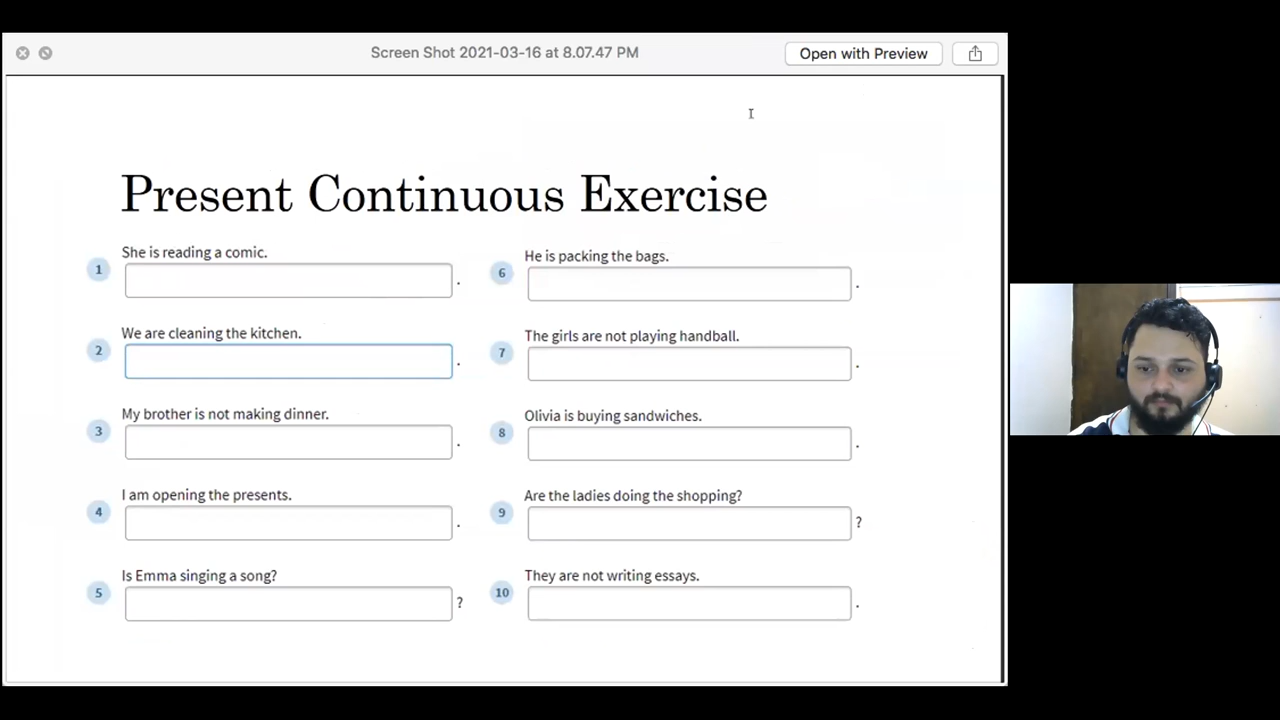 Screen Shot 2021-03-16 at 8.07.47 PM
Open with Preview
Present Continuous Exercise
1
She is reading a comic.
.
2
We are cleaning the kitchen.
.
3
My brother is not making dinner.
.
4
I am opening the presents.
.
5
Is Emma singing a song?
?
6
He is packing the bags.
.
7
The girls are not playing handball.
.
8
Olivia is buying sandwiches.
.
9
Are the ladies doing the shopping?
?
10
They are not writing essays.
.